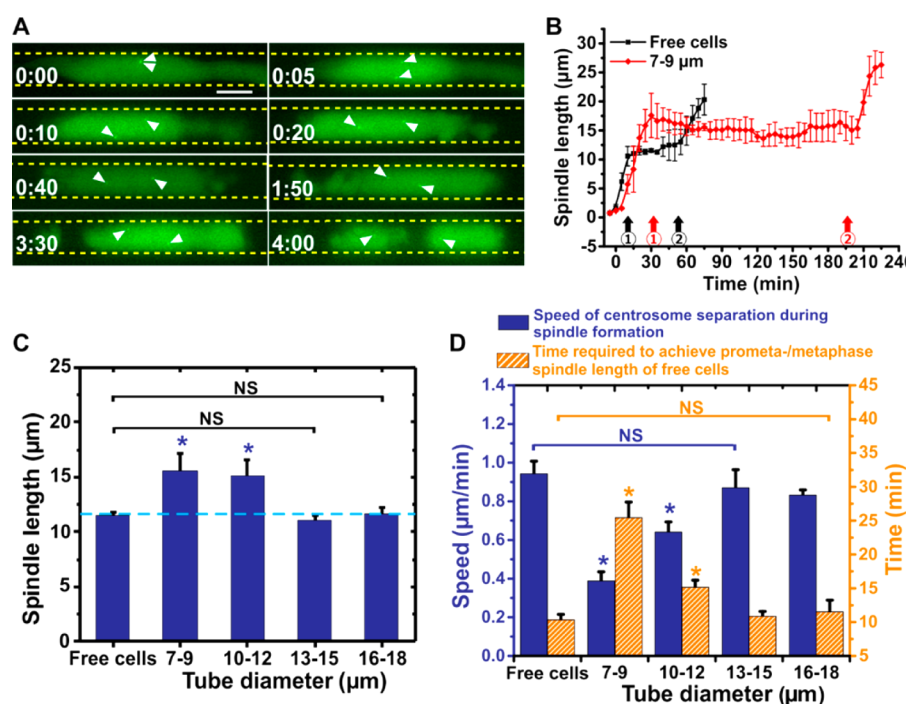 A
0:00
0:05
0:10
0:20
0:40
1:50
3:30
4:00
B
Free cells
7-9 µm
Spindle length (µm)
30
25
20
15
10
5
0
-5
1
1
2
2
0 30 60 90 120 150 180 210 240
Time (min)
C
Spindle length (µm)
25
20
15
10
5
0
NS
NS
*
*
Free cells 7-9 10-12 13-15 16-18
Tube diameter (µm)
Speed of centrosome separation during
spindle formation
D
Time required to achieve prometa-/metaphase
spindle length of free cells
Speed (µm/min)
1.4
1.2
1.0
0.8
0.6
0.4
0.2
0.0
NS
NS
*
*
*
*
45
40
35
30
25
20
15
10
5
Time (min)
Free cells 7-9 10-12 13-15 16-18
Tube diameter (µm)